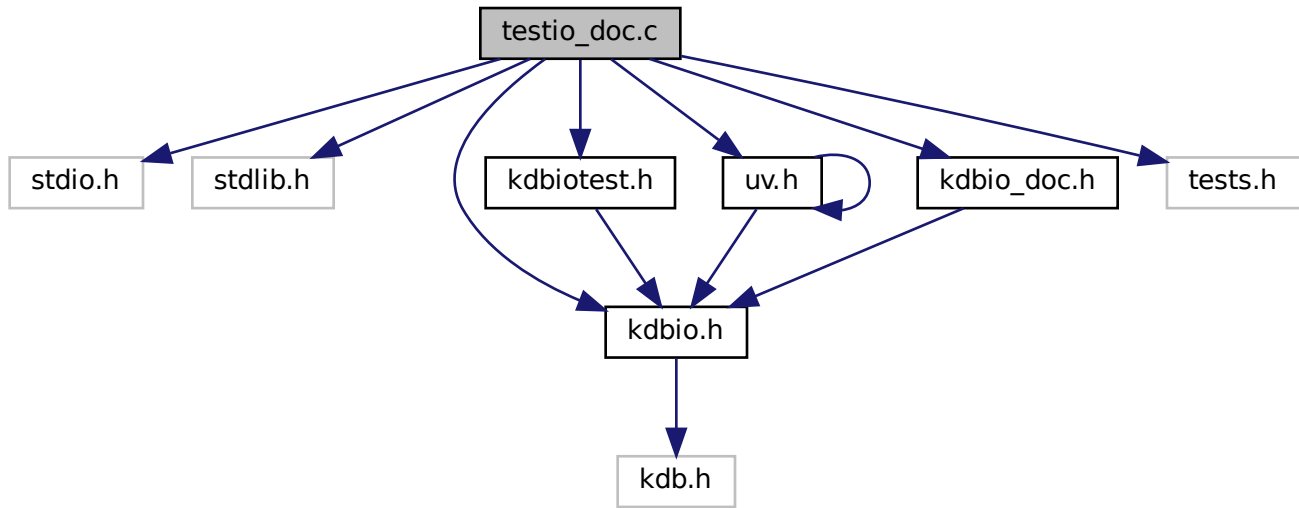 testio_doc.c
stdio.h
stdlib.h
kdbiotest.h
uv.h
kdbio_doc.h
tests.h
kdbio.h
kdb.h